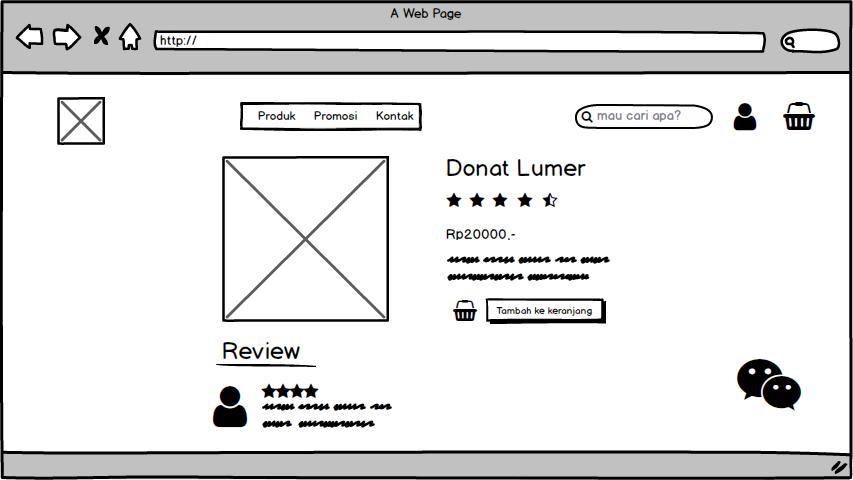 A Web Page
http://
Produk Promosi Kontak
mau cari apa?
Donat Lumer
Rp20000,-
Tambah ke keranjang
Review